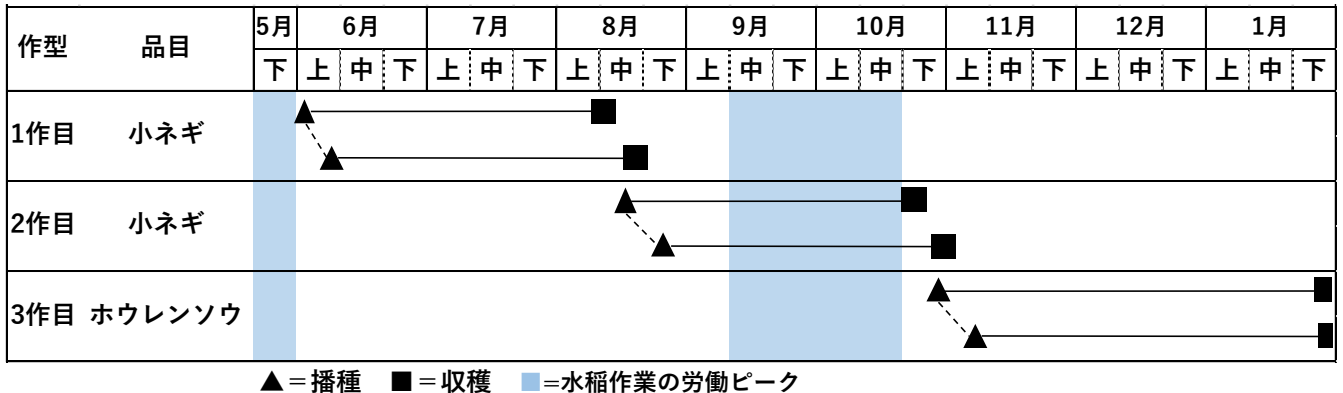 作型 品目 5月 6月 7月 8月 9月 10月 11月 12月 1月
下 上 中 下 上 中 下 上 中 下 上 中 下 上 中 下 上 中 下 上 中 下 上 中 下
1作目 小ネギ
2作目 小ネギ
3作目 ホウレンソウ
▲=播種 ■=収穫 ■=水稲作業の労働ピーク